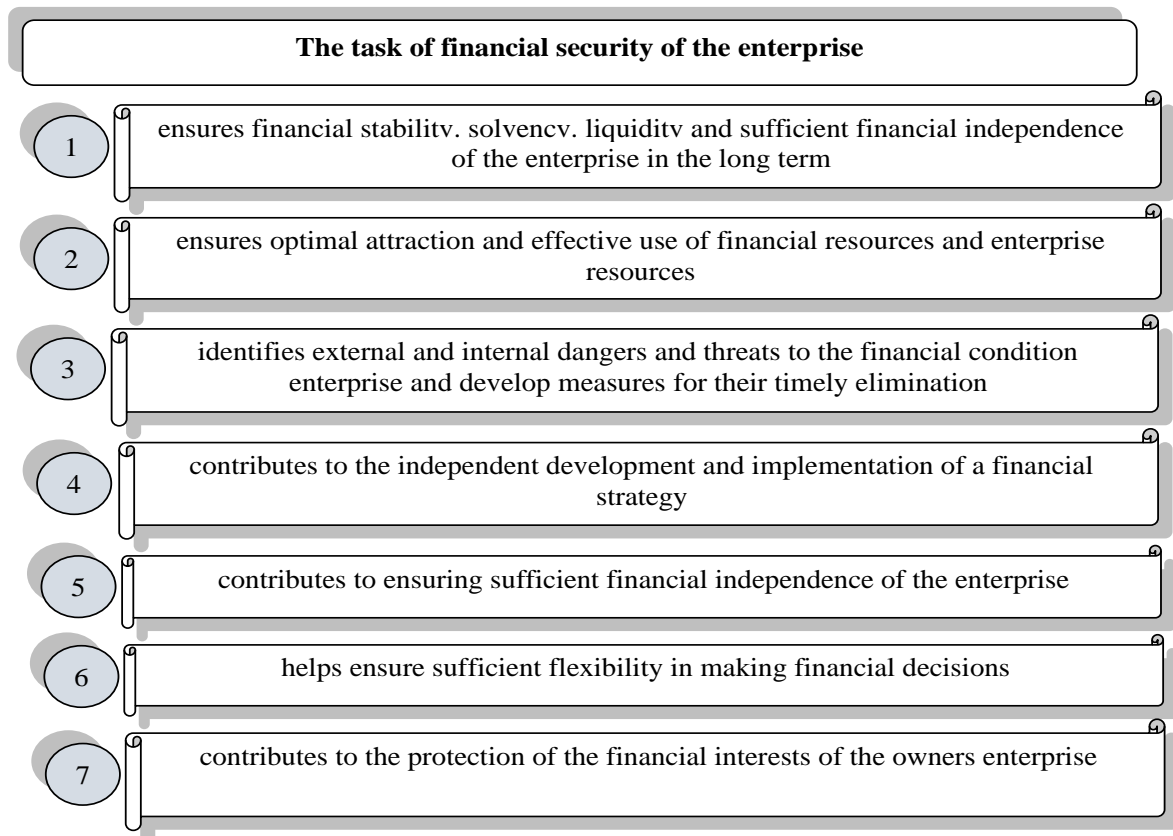 The task of financial security of the enterprise
1
ensures financial stability, solvency, liquidity and sufficient financial independence
of the enterprise in the long term
2
ensures optimal attraction and effective use of financial resources and enterprise
resources
3
identifies external and internal dangers and threats to the financial condition
enterprise and develop measures for their timely elimination
4
contributes to the independent development and implementation of a financial
strategy
5
contributes to ensuring sufficient financial independence of the enterprise
6
helps ensure sufficient flexibility in making financial decisions
7
contributes to the protection of the financial interests of the owners enterprise